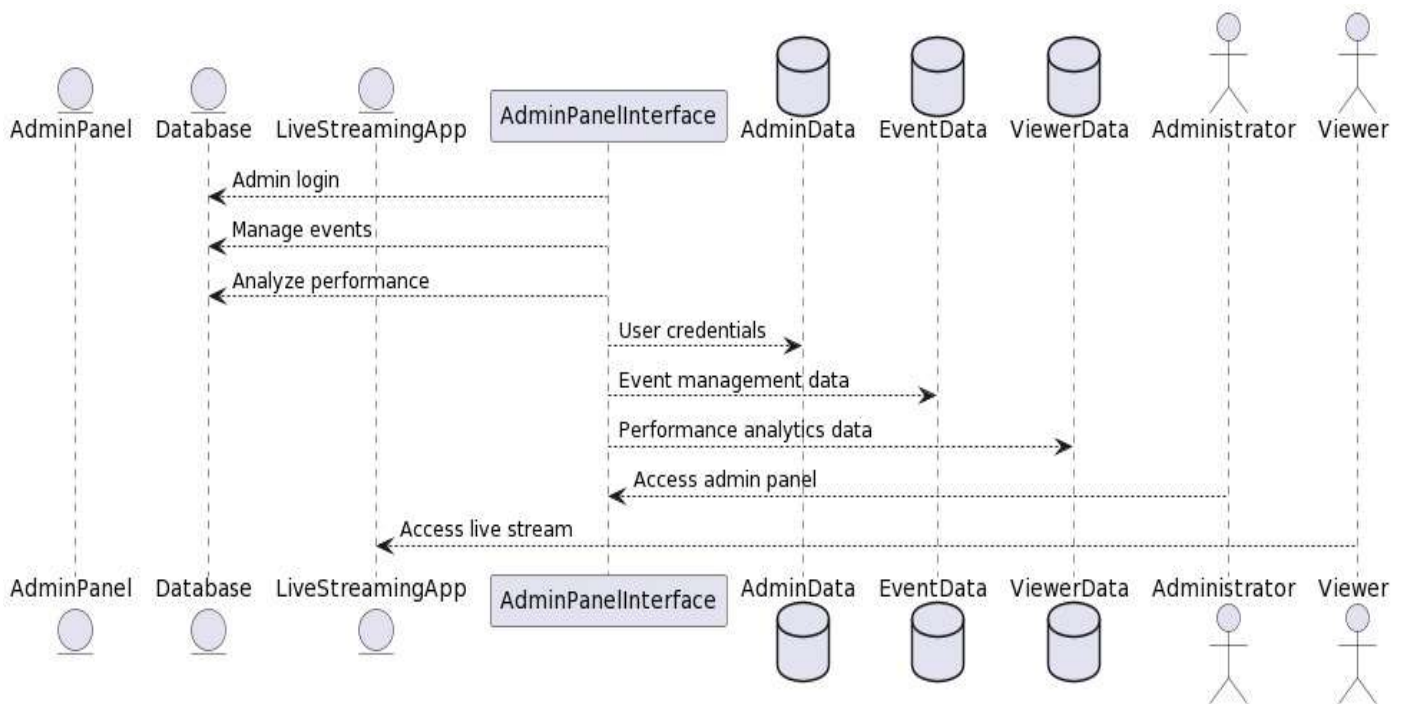 AdminPanel Database LiveStreamingApp AdminPanelInterface AdminData EventData ViewerData Administrator Viewer
Admin login
Manage events
Analyze performance
User credentials
Event management data
Performance analytics data
Access admin panel
Access live stream
AdminPanel Database LiveStreamingApp AdminPanelInterface AdminData EventData ViewerData Administrator Viewer